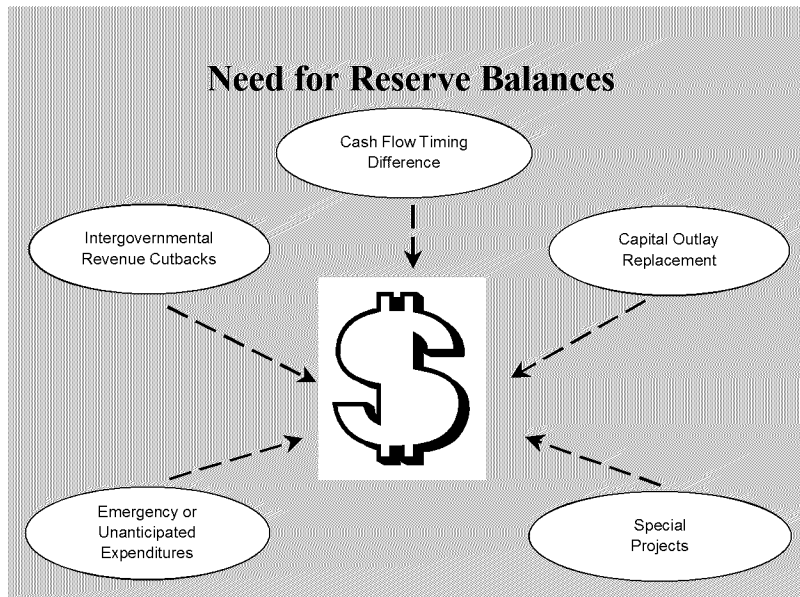 Need for Reserve Balances
Cash Flow Timing
Difference
Intergovernmental
Revenue Cutbacks
Capital Outlay
Replacement
$
Emergency or
Unanticipated
Expenditures
Special
Projects